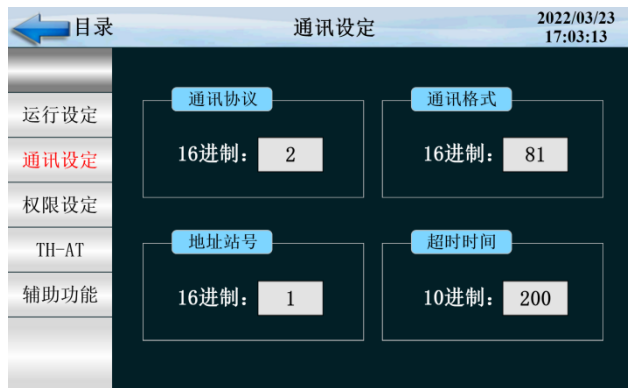 目录
通讯设定
2022/03/23
17:03:13
运行设定
通讯设定
权限设定
TH-AT
辅助功能
通讯协议
16进制： 2
通讯格式
16进制： 81
地址站号
16进制： 1
超时时间
10进制： 200